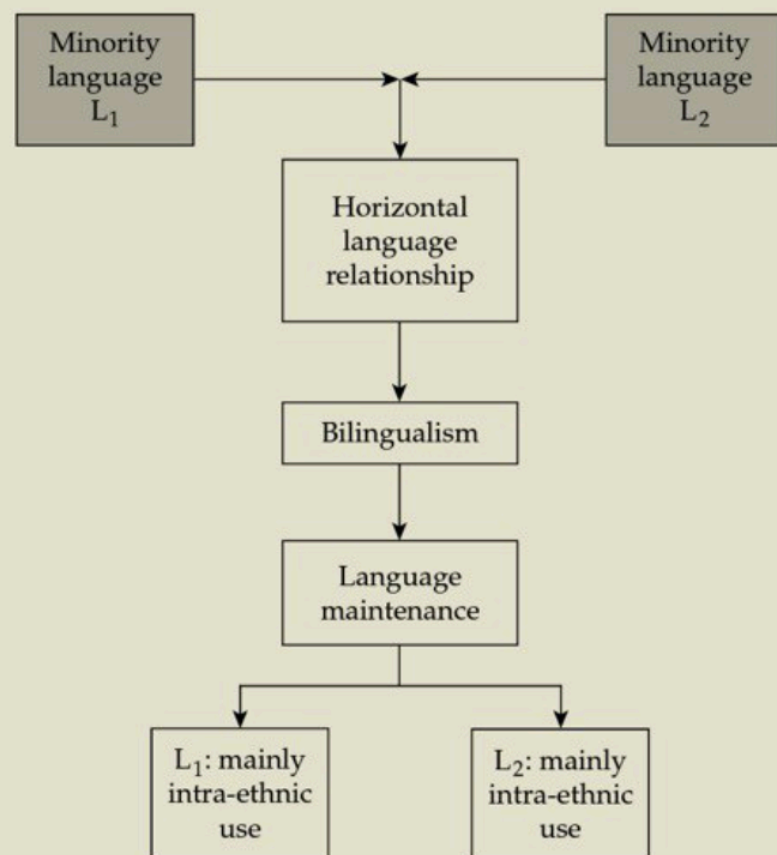 Minority
language
L₁
Minority
language
L₂
Horizontal
language
relationship
Bilingualism
Language
maintenance
L₁: mainly
intra-ethnic
use
L₂: mainly
intra-ethnic
use